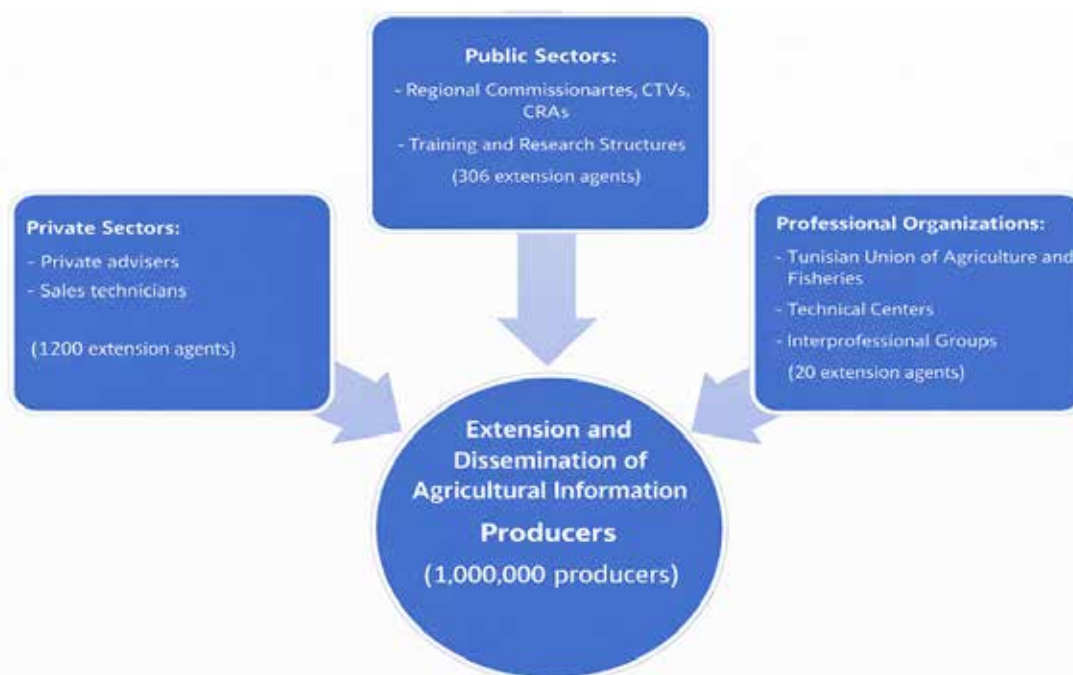 Public Sectors:
- Regional Commissionartes, CTVs,
CRAs
- Training and Research Structures
(306 extension agents)
Private Sectors:
- Private advisers
- Sales technicians
(1200 extension agents)
Professional Organizations:
- Tunisian Union of Agriculture and
Fisheries
- Technical Centers
- Interprofessional Groups
(20 extension agents)
Extension and
Dissemination of
Agricultural Information
Producers
(1,000,000 producers)